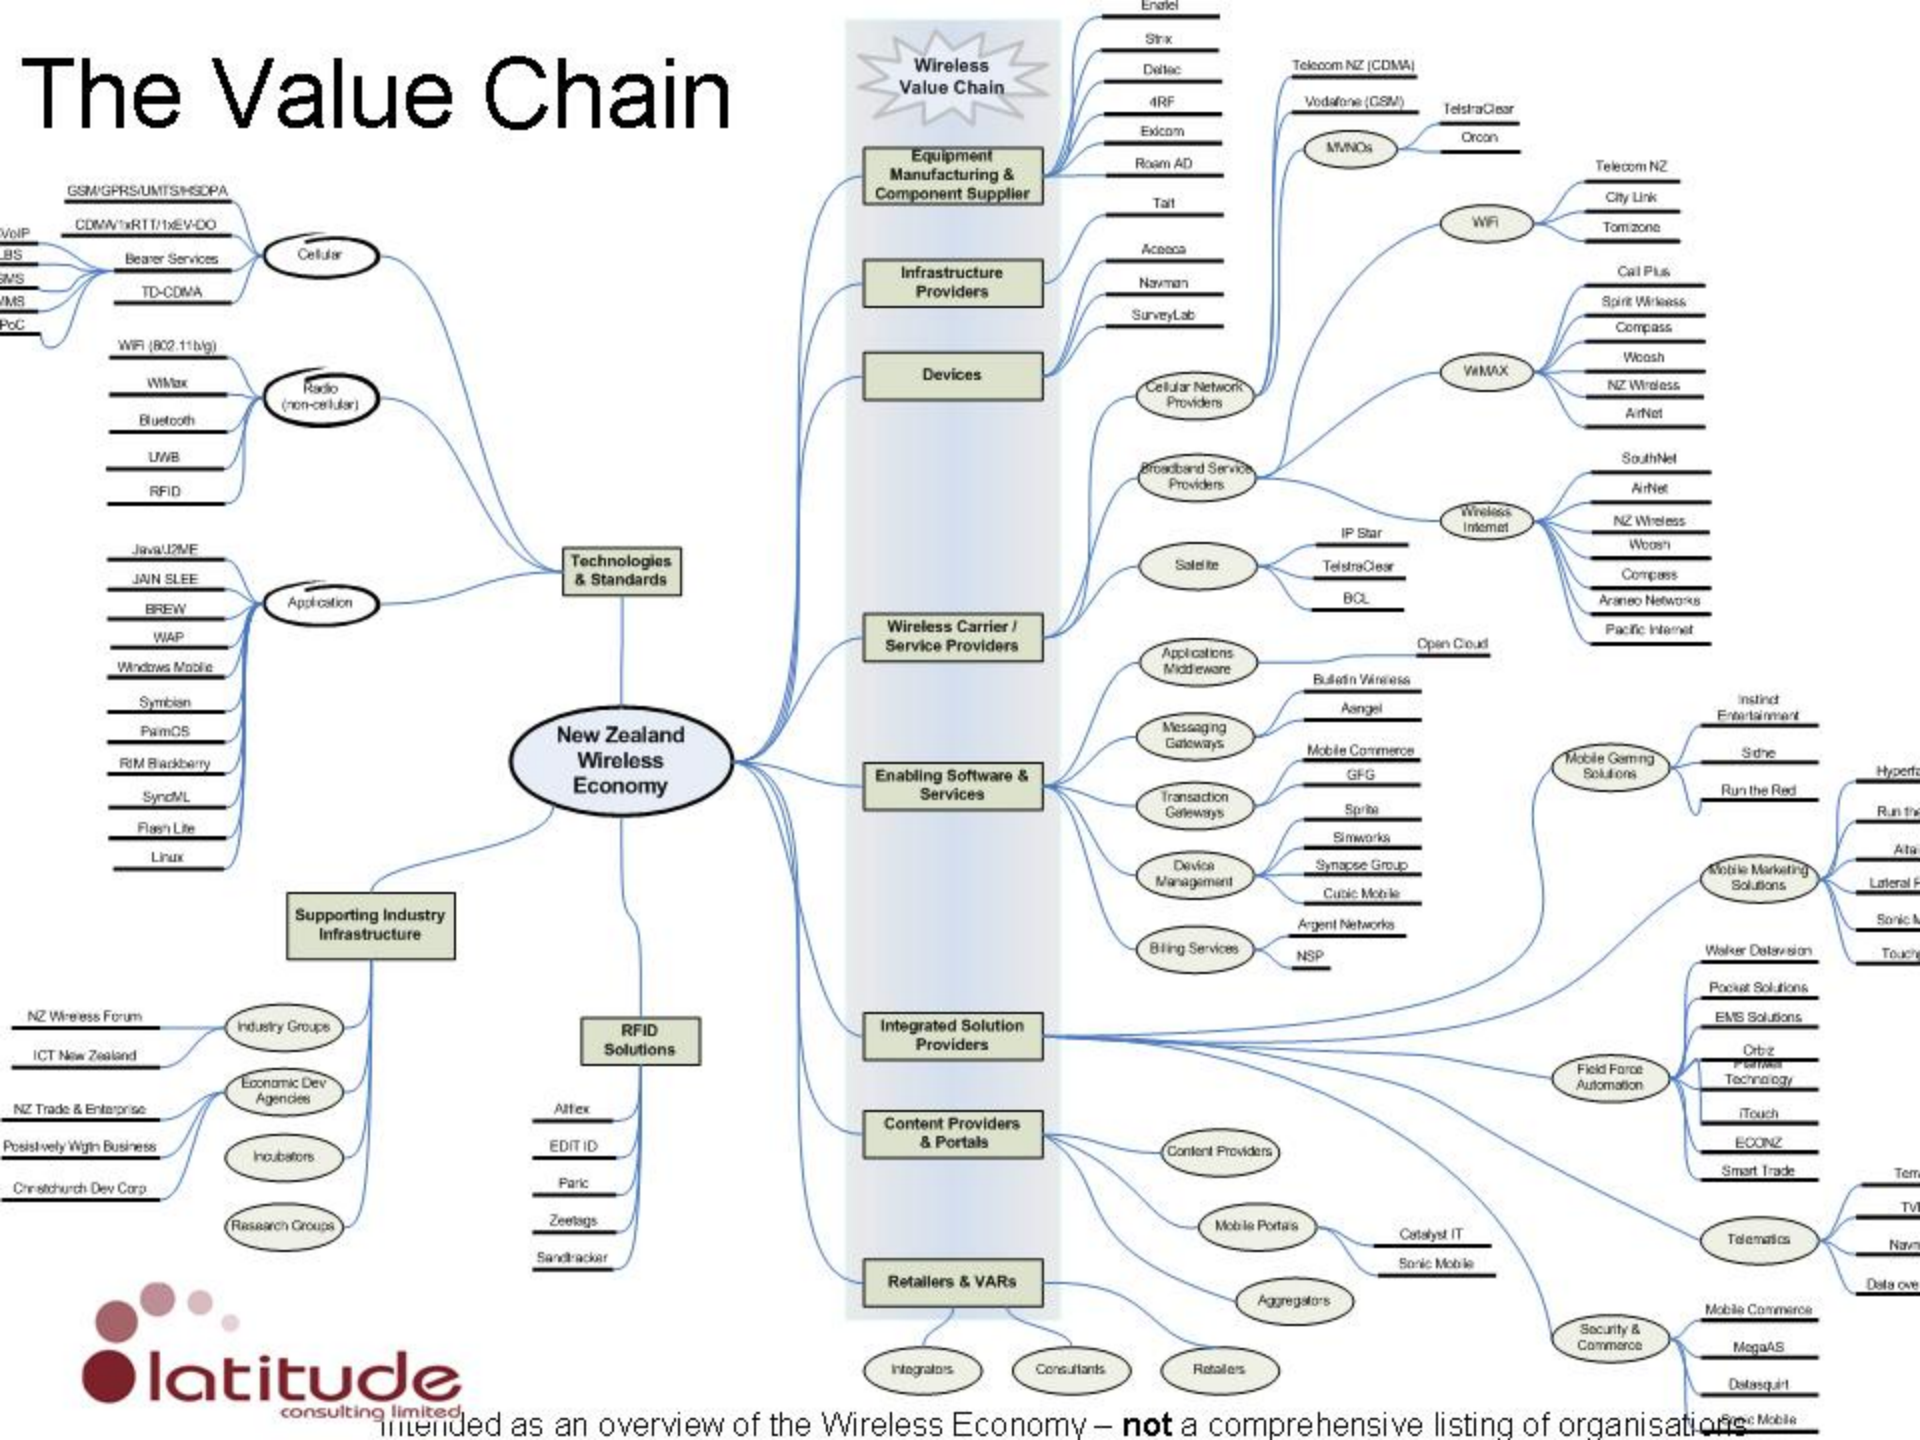 The Value Chain
Wireless
Value Chain
Equipment
Manufacturing &
Component Supplier
Enatel
Strix
Deltec
4RF
Exicom
Roam AD
Infrastructure
Providers
Tait
Devices
Aceeca
Navman
SurveyLab
Wireless Carrier /
Service Providers
Cellular Network
Providers
Telecom NZ (CDMA)
Vodafone (GSM)
MVNOs
TelstraClear
Orcon
Broadband Service
Providers
WiFi
Telecom NZ
City Link
Tomizone
WiMAX
Call Plus
Spirit Wirleess
Compass
Woosh
NZ Wireless
AirNet
Wireless
Internet
SouthNet
AirNet
NZ Wireless
Woosh
Compass
Araneo Networks
Pacific Internet
Satelite
IP Star
TelstraClear
BCL
Enabling Software &
Services
Applications
Middleware
Open Cloud
Messaging
Gateways
Bulletin Wireless
Aangel
Transaction
Gateways
Mobile Commerce
GFG
Device
Management
Sprite
Simworks
Synapse Group
Cubic Mobile
Billing Services
Argent Networks
NSP
Integrated Solution
Providers
Mobile Gaming
Solutions
Instinct
Entertainment
Sidhe
Run the Red
Mobile Marketing
Solutions
Run the
Lateral
Sonic
Field Force
Automation
Walker Datavision
Pocket Solutions
EMS Solutions
Orbiz
Technology
iTouch
ECONZ
Smart Trade
Telematics
Data ove
Security &
Commerce
Mobile Commerce
MegaAS
Datasquirt
Mobile
Content Providers
& Portals
Content Providers
Mobile Portals
Catalyst IT
Sonic Mobile
Aggregators
Retailers & VARs
Integrators
Consultants
Retailers
New Zealand
Wireless
Economy
Technologies
& Standards
Cellular
GSM/GPRS/UMTS/HSDPA
CDMA/1xRTT/1xEV-DO
Bearer Services
VoIP
LBS
SMS
MMS
PoC
TD-CDMA
Radio
(non-cellular)
WiFi (802.11b/g)
WiMax
Bluetooth
UWB
RFID
Application
Java/J2ME
JAIN SLEE
BREW
WAP
Windows Mobile
Symbian
PalmOS
RIM Blackberry
SyncML
Flash Lite
Linux
Supporting Industry
Infrastructure
Industry Groups
NZ Wireless Forum
ICT New Zealand
Economic Dev
Agencies
NZ Trade & Enterprise
Posistively Wgtn Business
Christchurch Dev Corp
Incubators
Research Groups
RFID
Solutions
Allflex
EDIT ID
Paric
Zeetags
Sandtracker
latitude
consulting limited
Intended as an overview of the Wireless Economy – not a comprehensive listing of organisations